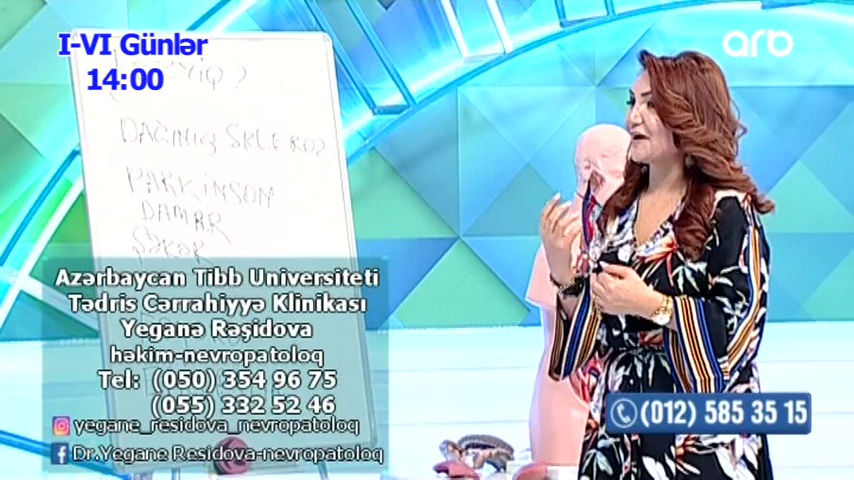 I-VI Günlər
14:00
arb
DAĞINIQ SKLEROZ
PARKİNSON
DAMAR
ŞƏKƏR
Azərbaycan Tibb Universiteti
Tədris Cərrahiyyə Klinikası
Yeganə Rəşidova
həkim-nevropatoloq
Tel: (050) 354 96 75
(055) 332 52 46
yegane_residova_nevropatoloq
Dr.Yegane Residova-nevropatoloq
(012) 585 35 15